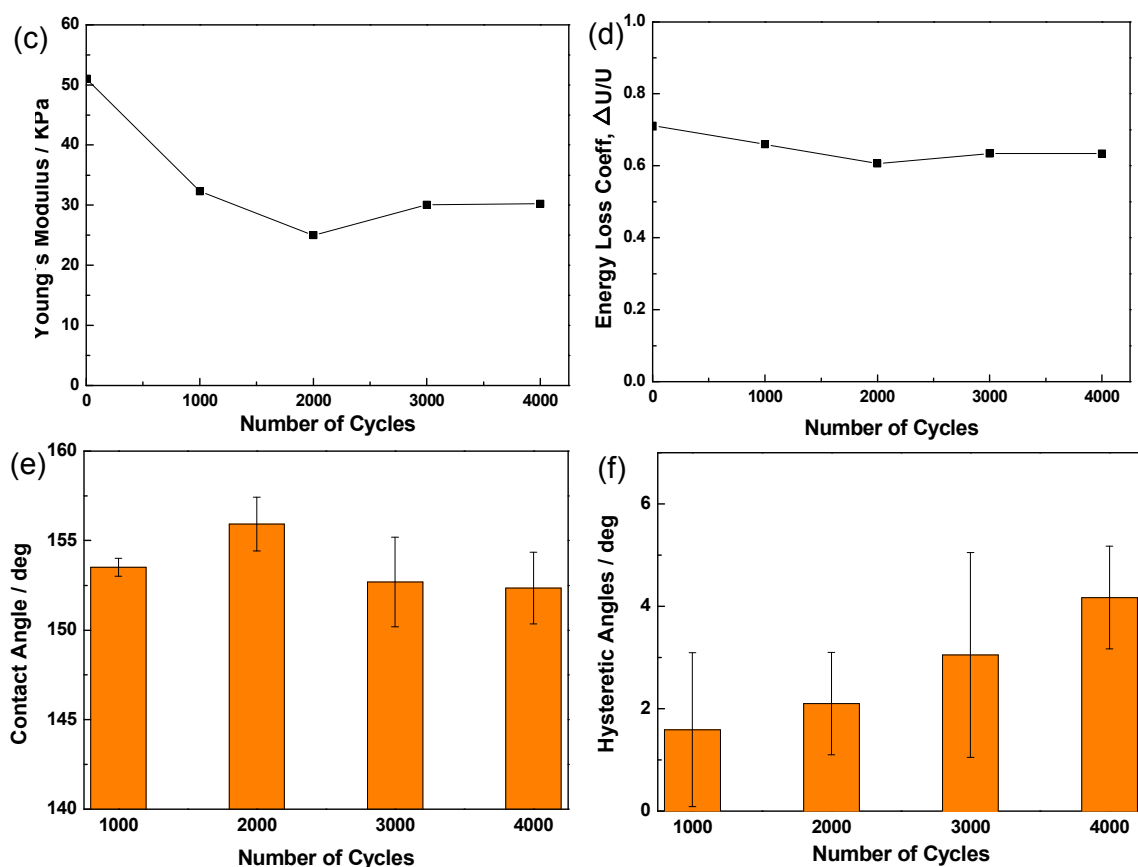 (c)
Young's Modulus / KPa
60
50
40
30
20
10
0
0 1000 2000 3000 4000
Number of Cycles
(d)
Energy Loss Coeff, △U/U
1.0
0.8
0.6
0.4
0.2
0.0
0 1000 2000 3000 4000
Number of Cycles
(e)
Contact Angle / deg
160
155
150
145
140
1000 2000 3000 4000
Number of Cycles
(f)
Hysteretic Angles / deg
6
4
2
0
1000 2000 3000 4000
Number of Cycles